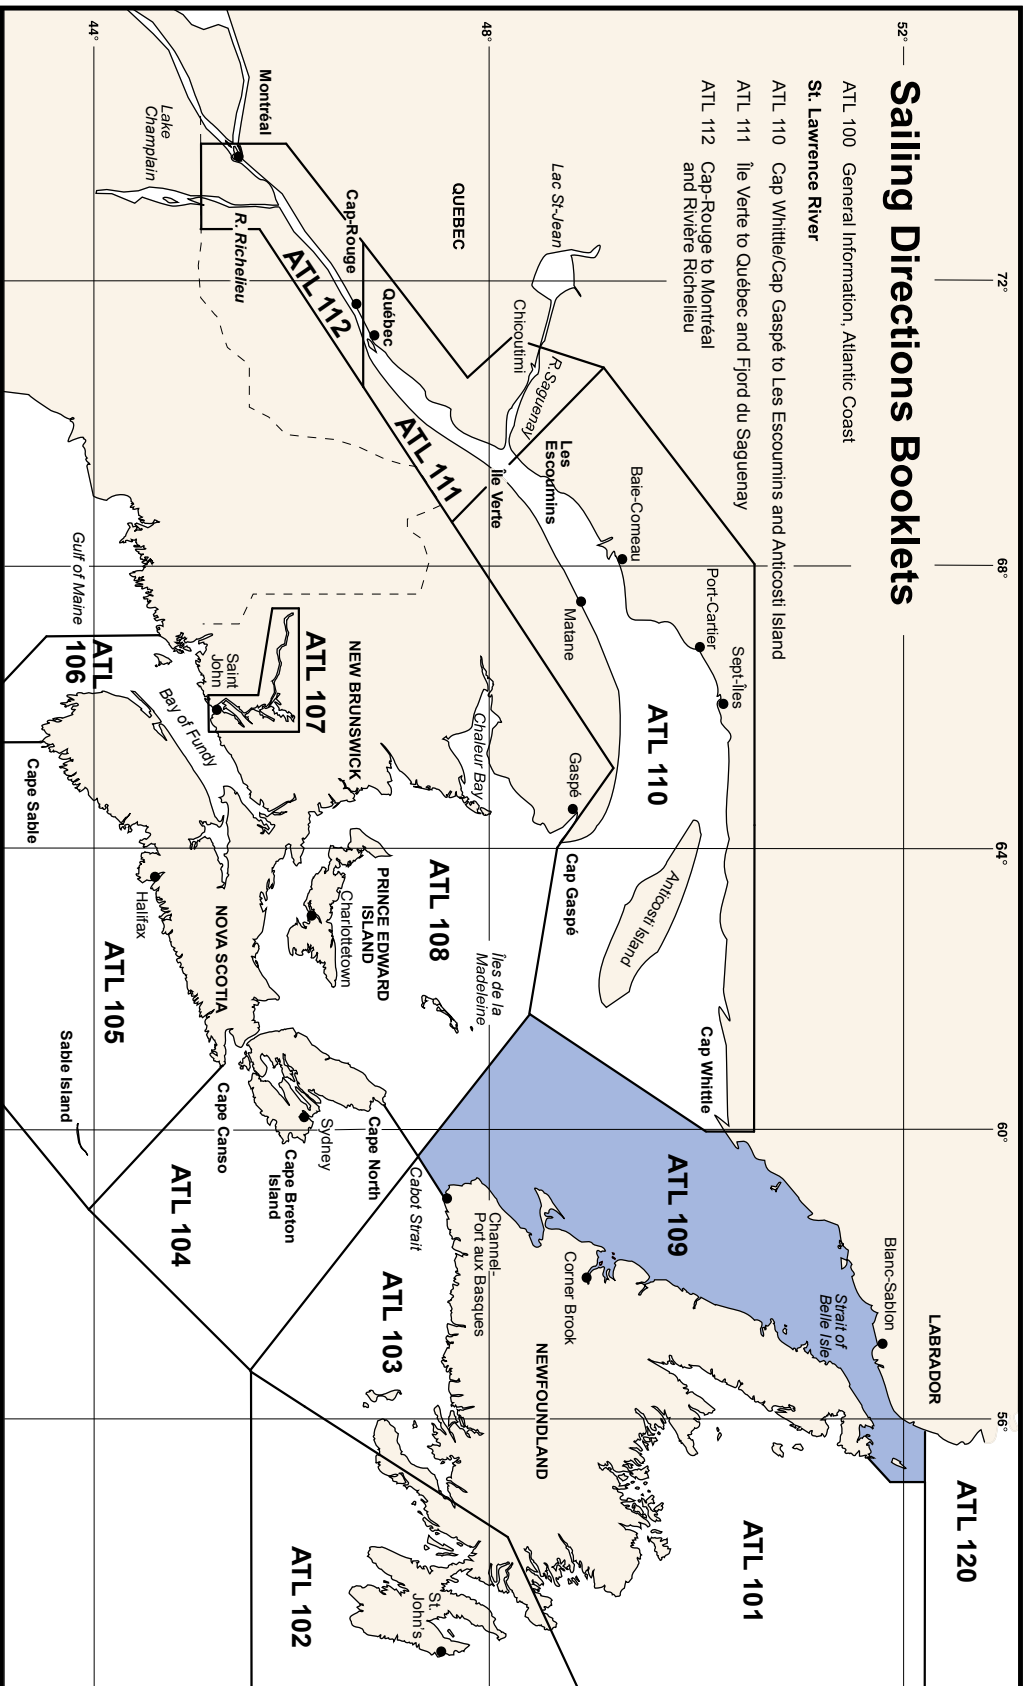 Sailing Directions Booklets
ATL 100 General Information, Atlantic Coast
St. Lawrence River
ATL 110 Cap Whittle/Cap Gaspé to Les Escoumins and Anticosti Island
ATL 111 Île Verte to Québec and Fjord du Saguenay
ATL 112 Cap-Rouge to Montréal
and Rivière Richelieu
72°
68°
64°
60°
56°
52°
48°
44°
LABRADOR
ATL 120
Blanc-Sablon
Strait of
Belle Isle
Cap Whittle
ATL 109
ATL 101
Sept-Îles
Port-Cartier
Baie-Comeau
ATL 110
Anticosti Island
Lac St-Jean
Chicoutimi
R. Saguenay
Les
Escoumins
Île Verte
Matane
Gaspé
Cap Gaspé
Corner Brook
NEWFOUNDLAND
QUEBEC
Québec
Cap-Rouge
ATL 111
ATL 112
Chaleur Bay
Îles de la
Madeleine
ATL 108
Channel-
Port aux Basques
Cabot Strait
ATL 103
St.
John's
ATL 102
Montréal
Lake
Champlain
R. Richelieu
NEW BRUNSWICK
ATL 107
Saint
John
PRINCE EDWARD
ISLAND
Charlottetown
Cape North
Sydney
Cape Breton
Island
Cape Canso
ATL 104
NOVA SCOTIA
Bay of Fundy
Gulf of Maine
ATL
106
Cape Sable
Halifax
ATL 105
Sable Island